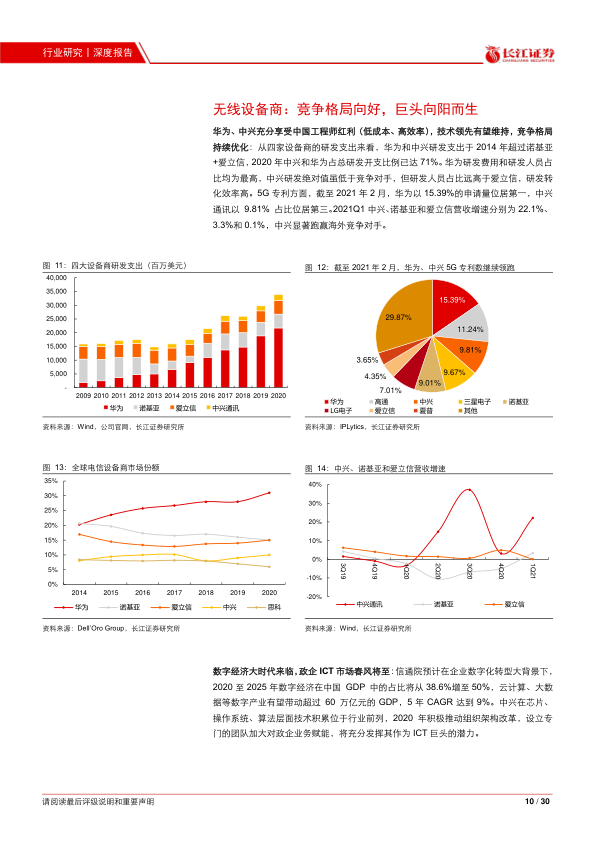 行业研究丨深度报告
长江证券
CHANGJIANG SECURITIES
无线设备商：竞争格局向好，巨头向阳而生
华为、中兴充分享受中国工程师红利（低成本、高效率），技术领先有望维持，竞争格局
持续优化：从四家设备商的研发支出来看，华为和中兴研发支出于 2014 年超过诺基亚
+爱立信，2020 年中兴和华为占总研发开支比例已达 71%。华为研发费用和研发人员占
比均为最高，中兴研发绝对值虽低于竞争对手，但研发人员占比远高于爱立信，研发转
化效率高。5G 专利方面，截至 2021 年 2 月，华为以 15.39%的申请量位居第一，中兴
通讯以 9.81% 占比位居第三。2021Q1 中兴、诺基亚和爱立信营收增速分别为 22.1%、
3.3%和 0.1%，中兴显著跑赢海外竞争对手。
图 11：四大设备商研发支出（百万美元）
40,000
35,000
30,000
25,000
20,000
15,000
10,000
5,000
-
2009 2010 2011 2012 2013 2014 2015 2016 2017 2018 2019 2020
华为 诺基亚 爱立信 中兴通讯
资料来源：Wind，公司官网，长江证券研究所
图 12：截至 2021 年 2 月，华为、中兴 5G 专利数继续领跑
15.39%
11.24%
9.81%
9.67%
9.01%
7.01%
4.35%
3.65%
29.87%
华为 高通 中兴 三星电子 诺基亚
LG电子 爱立信 夏普 其他
资料来源：IPLytics，长江证券研究所
图 13：全球电信设备商市场份额
35%
30%
25%
20%
15%
10%
5%
0%
2014 2015 2016 2017 2018 2019 2020
华为 诺基亚 爱立信 中兴 思科
资料来源：Dell'Oro Group，长江证券研究所
图 14：中兴、诺基亚和爱立信营收增速
40%
30%
20%
10%
0%
-10%
-20%
3Q19 4Q19 1Q20 2Q20 3Q20 4Q20 1Q21
中兴通讯 诺基亚 爱立信
资料来源：Wind，长江证券研究所
数字经济大时代来临，政企 ICT 市场春风将至：信通院预计在企业数字化转型大背景下，
2020 至 2025 年数字经济在中国 GDP 中的占比将从 38.6%增至 50%，云计算、大数
据等数字产业有望带动超过 60 万亿元的 GDP，5 年 CAGR 达到 9%。中兴在芯片、
操作系统、算法层面技术积累位于行业前列，2020 年积极推动组织架构改革，设立专
门的团队加大对政企业务赋能，将充分发挥其作为 ICT 巨头的潜力。
请阅读最后评级说明和重要声明
10 / 30